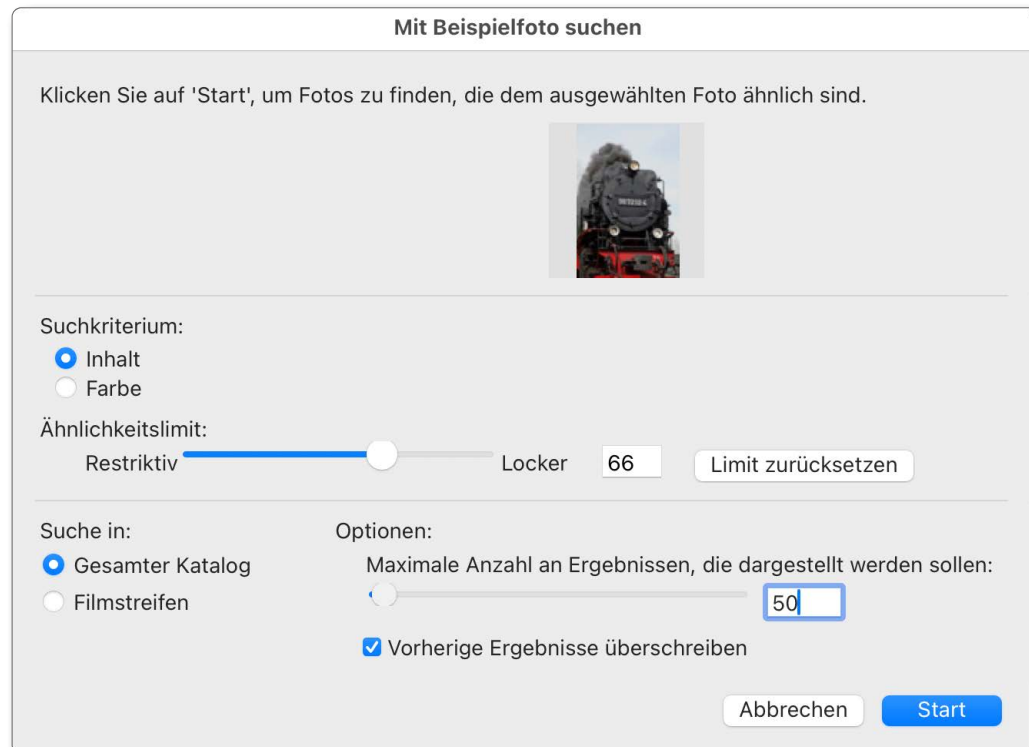 Mit Beispielfoto suchen
Klicken Sie auf 'Start', um Fotos zu finden, die dem ausgewählten Foto ähnlich sind.
Suchkriterium:
Inhalt
Farbe
Ähnlichkeitslimit:
Restriktiv Locker 66 Limit zurücksetzen
Suche in: Optionen:
Gesamter Katalog Maximale Anzahl an Ergebnissen, die dargestellt werden sollen:
Filmstreifen 50
Vorherige Ergebnisse überschreiben
Abbrechen Start